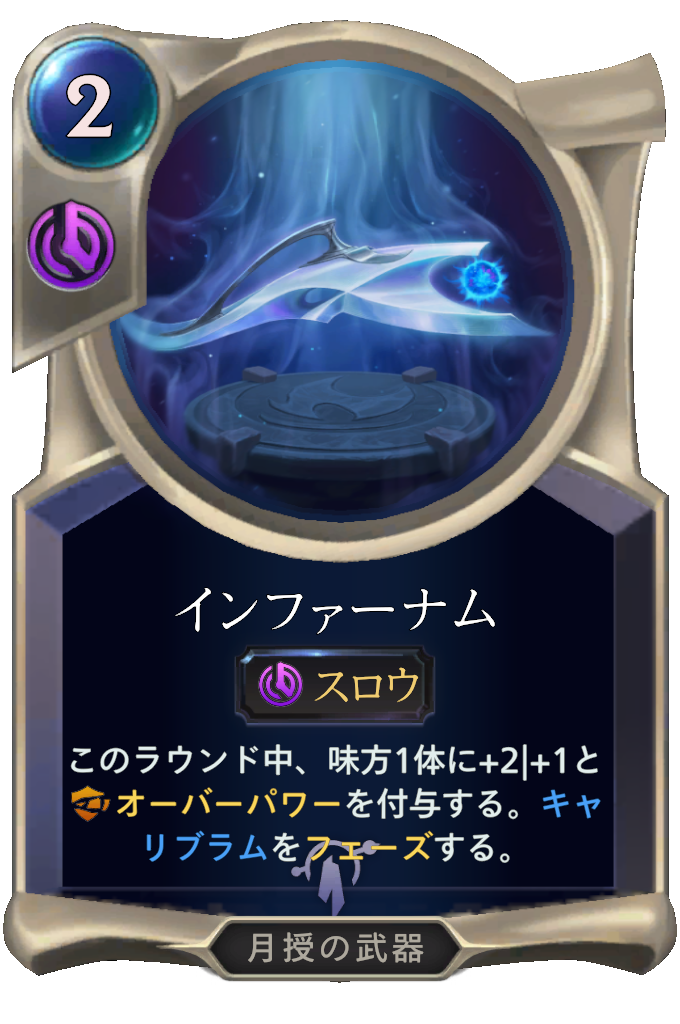 2
インファーナム
スロウ
このラウンド中、味方1体に+2|+1と
オーバーパワーを付与する。キャ
リブラムをフェーズする。
月授の武器